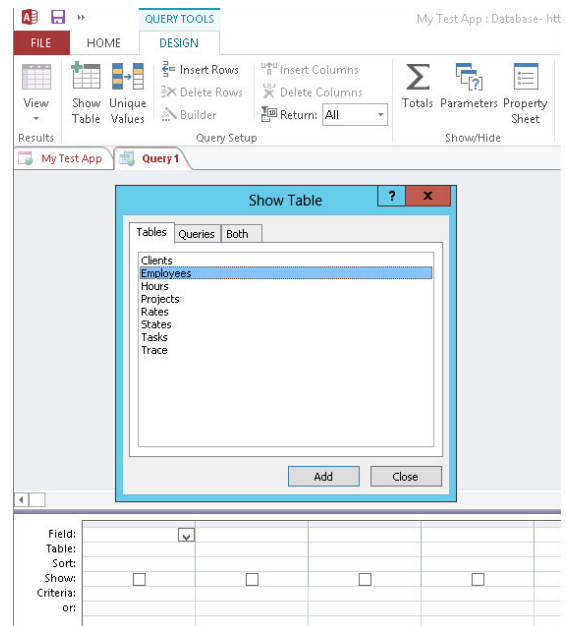 QUERY TOOLS
My Test App : Database- htt
FILE HOME DESIGN
View
Show Table
Unique Values
Insert Rows
Delete Rows
Builder
Insert Columns
Delete Columns
Return: All
Totals
Parameters
Property Sheet
Results
Query Setup
Show/Hide
My Test App
Query1
Show Table
? x
Tables Queries Both
Clients
Employees
Hours
Projects
Rates
States
Tasks
Trace
Add Close
Field:
Table:
Sort:
Show:
Criteria:
or: